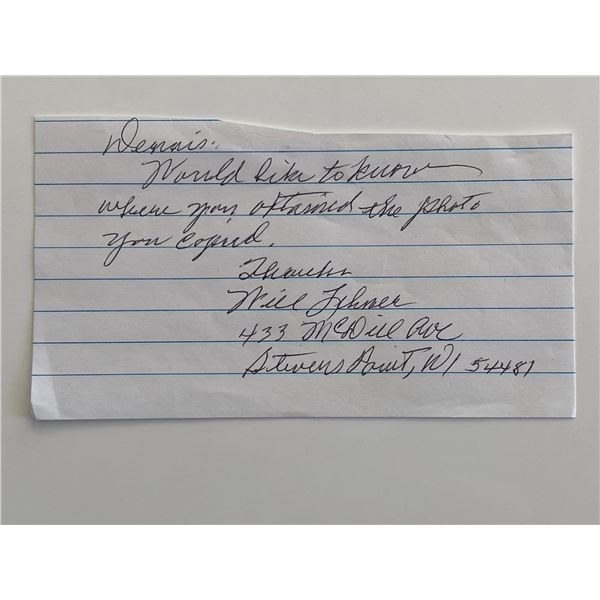 Dennis:
Would like to know
where you obtained the photo
you copied.
Thanks
Will Lehner
433 McDill Ave
Stevens Point, WI 54481